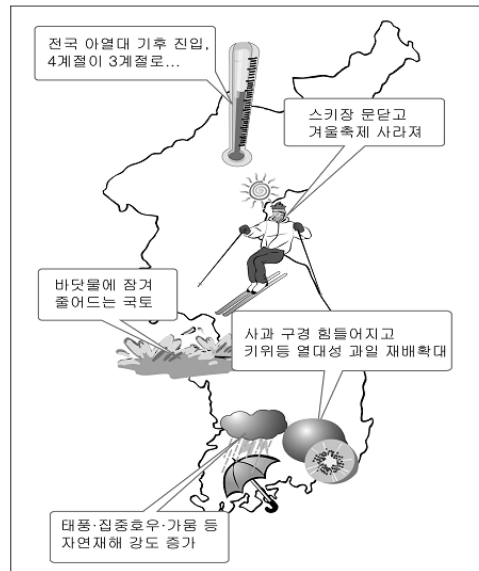 전국 아열대 기후 진입,
4계절이 3계절로...
스키장 문닫고
겨울축제 사라져
바닷물에 잠겨
줄어드는 국토
사과 구경 힘들어지고
키위등 열대성 과일 재배확대
태풍·집중호우·가뭄 등
자연재해 강도 증가